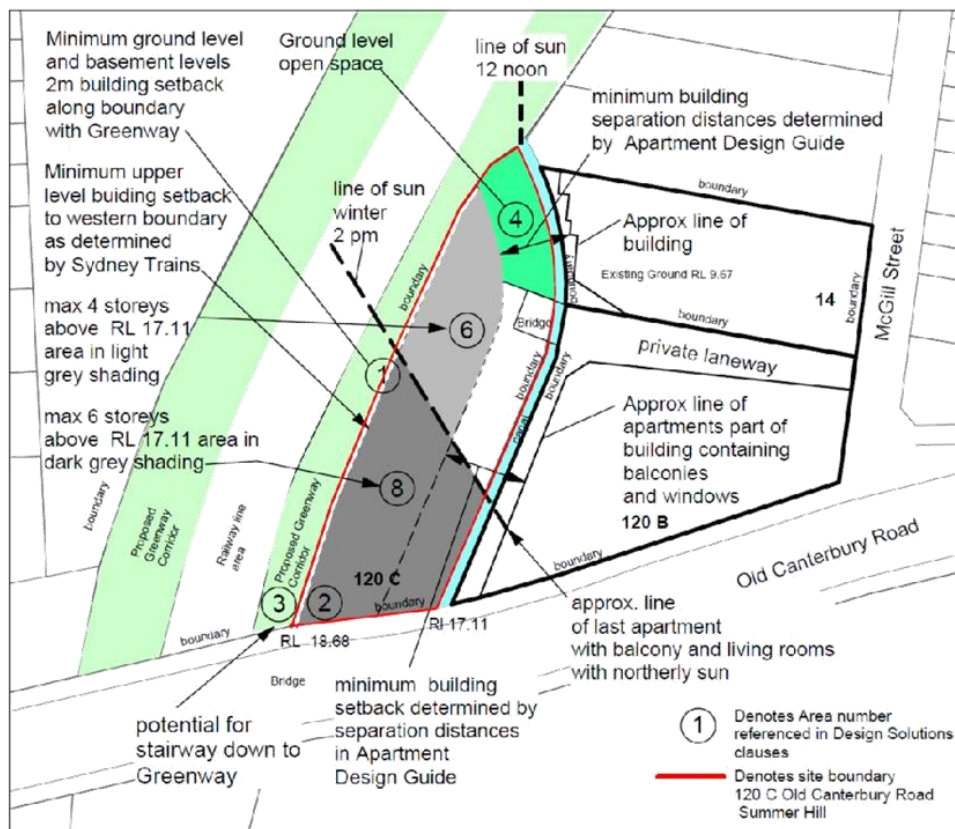 Minimum ground level
and basement levels
2m building setback
along boundary
with Greenway
Ground level
open space
line of sun
12 noon
minimum building
separation distances determined
by Apartment Design Guide
Minimum upper
level buiding setback
to western boundary
as determined
by Sydney Trains
line of sun
winter
2 pm
boundary
4
Approx line of
building
Existing Ground RL 9.67
boundary
14
boundary
McGill Street
boundary
max 4 storeys
above RL 17.11
area in light
grey shading
boundary
6
Bridge
boundary
private laneway
1
boundary
boundary
max 6 storeys
above RL 17.11 area in
dark grey shading
canal
Approx line of
apartments part of
building containing
balconies
and windows
120 B
8
boundary
Proposed
Greenway
Corridor
Railway line
area
Proposed Greenway
Corridor
120 C
boundary
boundary
Old Canterbury Road
3
2
boundary
RL 18.68
RI 17.11
Bridge
approx. line
of last apartment
with balcony and living rooms
with northerly sun
potential for
stairway down to
Greenway
minimum building
setback determined by
separation distances
in Apartment
Design Guide
1
Denotes Area number
referenced in Design Solutions
clauses
Denotes site boundary
120 C Old Canterbury Road
Summer Hill